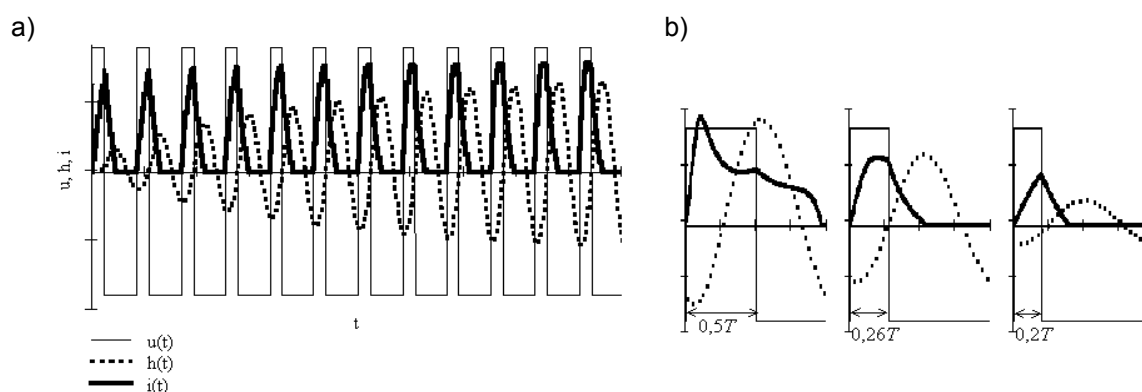 a)
u, h, i
t
u(t)
h(t)
i(t)
b)
0,5T
0,26T
0,2T